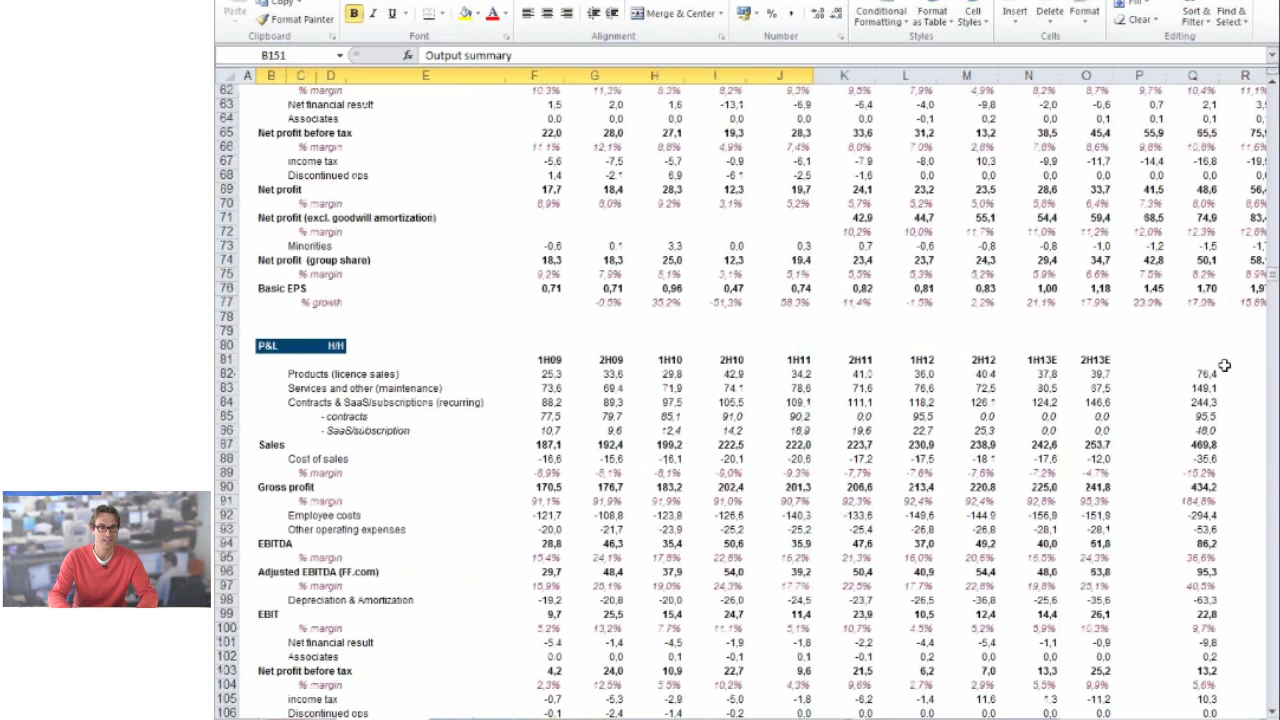 Paste Copy Format Painter B I U Merge & Center % Conditional Format Cell Insert Delete Format Fill Clear Sort & Find &
Formatting as Table Styles Filter Select
Clipboard Font Alignment Number Styles Cells Editing
B151 fx Output summary
A B C D E F G H I J K L M N O P Q R
62 % margin 10,3% 11,3% 8,3% 8,2% 9,3% 9,5% 7,9% 4,9% 8,2% 8,7% 9,7% 10,4% 11,1%
63 Net financial result 1,5 2,0 1,6 -13,1 -6,9 -6,4 -4,0 -9,8 -2,0 -0,6 0,7 2,1 3,
64 Associates 0,0 0,0 0,0 0,0 0,0 0,0 -0,1 0,2 0,0 0,1 0,1 0,1 0,
65 Net profit before tax 22,0 28,0 27,1 19,3 28,3 33,6 31,2 13,2 38,5 45,4 55,9 65,5 75,
66 % margin 11,1% 12,1% 8,8% 4,9% 7,4% 8,0% 7,0% 2,8% 7,8% 8,6% 9,8% 10,8% 11,6%
67 income tax -5,6 -7,5 -5,7 -0,9 -6,1 -7,9 -8,0 10,3 -9,9 -11,7 -14,4 -16,8 -19,
68 Discontinued ops 1,4 -2,1 6,9 -6,1 -2,5 -1,6 0,0 0,0 0,0 0,0 0,0 0,0 0,
69 Net profit 17,7 18,4 28,3 12,3 19,7 24,1 23,2 23,5 28,6 33,7 41,5 48,6 56,
70 % margin 8,9% 8,0% 9,2% 3,1% 5,2% 5,7% 5,2% 5,0% 5,8% 6,4% 7,3% 8,0% 8,6%
71 Net profit (excl. goodwill amortization) 42,9 44,7 55,1 54,4 59,4 68,5 74,9 83,
72 % margin 10,2% 10,0% 11,7% 11,0% 11,2% 12,0% 12,3% 12,8%
73 Minorities -0,6 0,1 3,3 0,0 0,3 0,7 -0,6 -0,8 -0,8 -1,0 -1,2 -1,5 -1,
74 Net profit (group share) 18,3 18,3 25,0 12,3 19,4 23,4 23,7 24,3 29,4 34,7 42,8 50,1 58,
75 % margin 9,2% 7,9% 8,1% 3,1% 5,1% 5,5% 5,3% 5,2% 5,9% 6,6% 7,5% 8,2% 8,9%
76 Basic EPS 0,71 0,71 0,96 0,47 0,74 0,82 0,81 0,83 1,00 1,18 1,45 1,70 1,9
77 % growth -0,5% 35,2% -51,3% 58,3% 11,4% -1,5% 2,2% 21,1% 17,9% 23,0% 17,0% 15,8%
78
79
80 P&L H/H
81 1H09 2H09 1H10 2H10 1H11 2H11 1H12 2H12 1H13E 2H13E
82 Products (licence sales) 25,3 33,6 29,8 42,9 34,2 41,0 36,0 40,4 37,8 39,7 76,4
83 Services and other (maintenance) 73,6 69,4 71,9 74,1 78,6 71,6 76,6 72,5 80,5 67,5 149,1
84 Contracts & SaaS/subscriptions (recurring) 88,2 89,3 97,5 105,5 109,1 111,1 118,2 126,1 124,2 146,6 244,3
85 - contracts 77,5 79,7 85,1 91,0 90,2 0,0 95,5 0,0 0,0 0,0 95,5
86 - SaaS/subscription 10,7 9,6 12,4 14,2 18,9 19,6 22,7 25,3 0,0 0,0 48,0
87 Sales 187,1 192,4 199,2 222,5 222,0 223,7 230,9 238,9 242,6 253,7 469,8
88 Cost of sales -16,6 -15,6 -16,1 -20,1 -20,6 -17,2 -17,5 -18,1 -17,6 -12,0 -35,6
89 % margin -8,9% -8,1% -8,1% -9,0% -9,3% -7,7% -7,6% -7,6% -7,2% -4,7% -15,2%
90 Gross profit 170,5 176,7 183,2 202,4 201,3 206,6 213,4 220,8 225,0 241,8 434,2
91 % margin 91,1% 91,9% 91,9% 91,0% 90,7% 92,3% 92,4% 92,4% 92,8% 95,3% 184,8%
92 Employee costs -121,7 -108,8 -123,8 -126,6 -140,3 -133,6 -149,6 -144,9 -156,9 -151,9 -294,4
93 Other operating expenses -20,0 -21,7 -23,9 -25,2 -25,2 -25,4 -26,8 -26,8 -28,1 -28,1 -53,6
94 EBITDA 28,8 46,3 35,4 50,6 35,9 47,6 37,0 49,2 40,0 61,8 86,2
95 % margin 15,4% 24,1% 17,8% 22,8% 16,2% 21,3% 16,0% 20,6% 16,5% 24,3% 36,6%
96 Adjusted EBITDA (FF.com) 29,7 48,4 37,9 54,0 39,2 50,4 40,9 54,4 48,0 63,8 95,3
97 % margin 15,9% 25,1% 19,0% 24,3% 17,7% 22,5% 17,7% 22,8% 19,8% 25,1% 40,5%
98 Depreciation & Amortization -19,2 -20,8 -20,0 -26,0 -24,5 -23,7 -26,5 -36,8 -25,6 -35,6 -63,3
99 EBIT 9,7 25,5 15,4 24,7 11,4 23,9 10,5 12,4 14,4 26,1 22,8
100 % margin 5,2% 13,2% 7,7% 11,1% 5,1% 10,7% 4,5% 5,2% 5,9% 10,3% 9,7%
101 Net financial result -5,4 -1,4 -4,5 -1,9 -1,8 -2,2 -4,4 -5,4 -1,1 -0,9 -9,8
102 Associates 0,0 0,0 0,1 -0,1 0,1 -0,1 0,2 0,0 0,0 0,0 0,2
103 Net profit before tax 4,2 24,0 10,9 22,7 9,6 21,5 6,2 7,0 13,3 25,2 13,2
104 % margin 2,3% 12,5% 5,5% 10,2% 4,3% 9,6% 2,7% 2,9% 5,5% 9,9% 5,6%
105 income tax -0,7 -5,3 -2,9 -5,0 -1,8 -6,2 -1,4 11,6 1,3 -11,2 10,3
106 Discontinued ops -0,1 -2,4 -1,4 -0,2 0,0 0,0 0,0 0,0 0,0 0,0 0,0